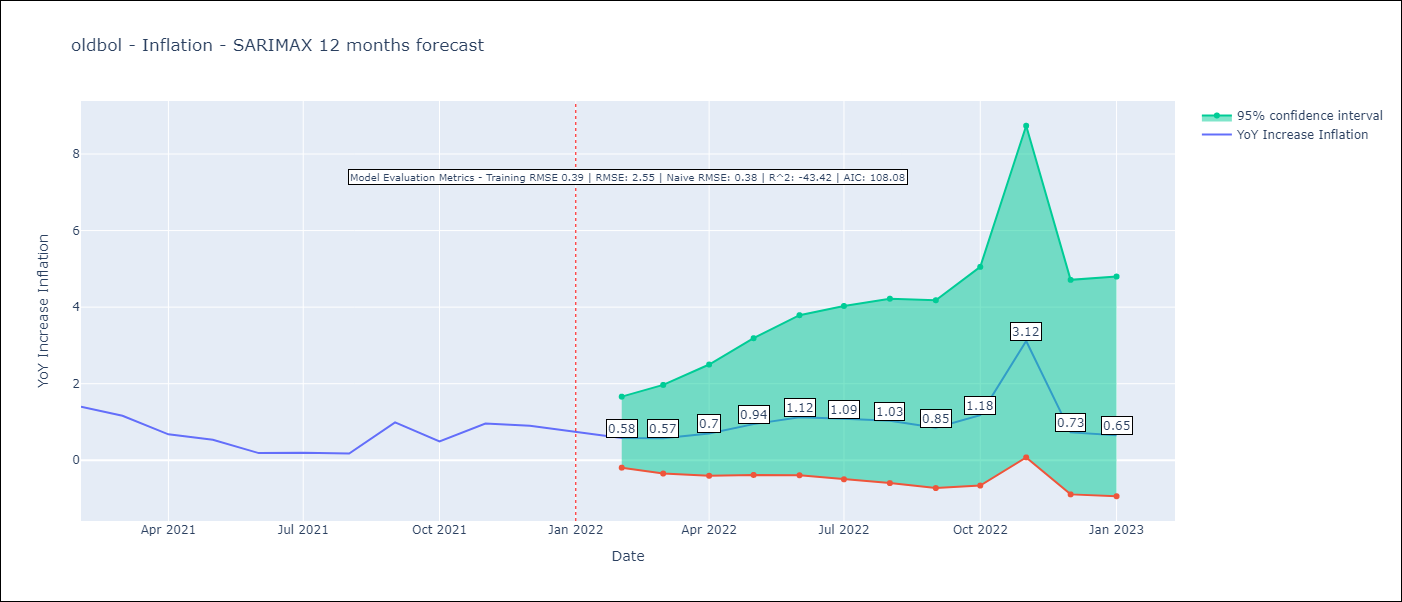 oldbol - Inflation - SARIMAX 12 months forecast
95% confidence interval
YoY Increase Inflation
Model Evaluation Metrics - Training RMSE 0.39 | RMSE: 2.55 | Naive RMSE: 0.38 | R^2: -43.42 | AIC: 108.08
YoY Increase Inflation
8
6
4
2
0
0.58
0.57
0.7
0.94
1.12
1.09
1.03
0.85
1.18
3.12
0.73
0.65
Apr 2021
Jul 2021
Oct 2021
Jan 2022
Apr 2022
Jul 2022
Oct 2022
Jan 2023
Date